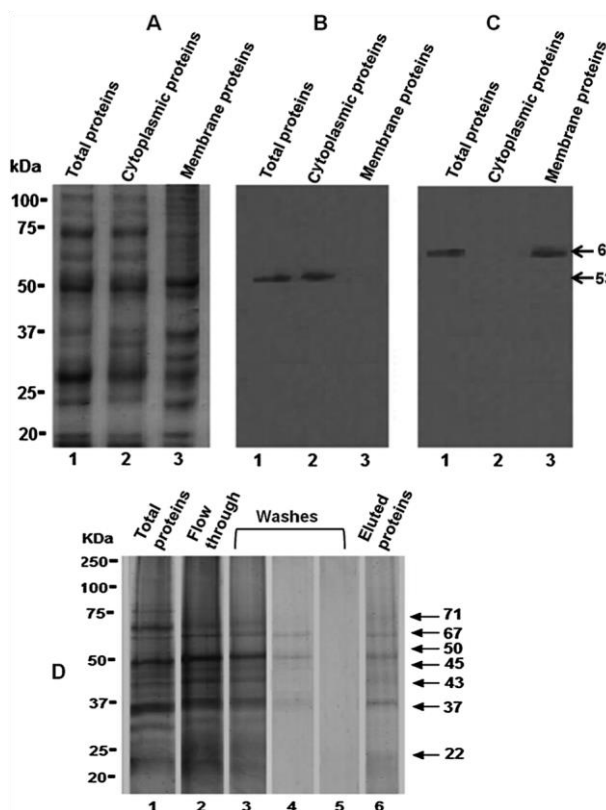 A B C
Total proteins Cytoplasmic proteins Membrane proteins Total proteins Cytoplasmic proteins Membrane proteins Total proteins Cytoplasmic proteins Membrane proteins
kDa
100
75
50
37
25
20
6
53
1 2 3 1 2 3 1 2 3
Total proteins Flow through Washes Eluted proteins
KDa
250
100
75
50
37
25
20
D
71
67
50
45
43
37
22
1 2 3 4 5 6